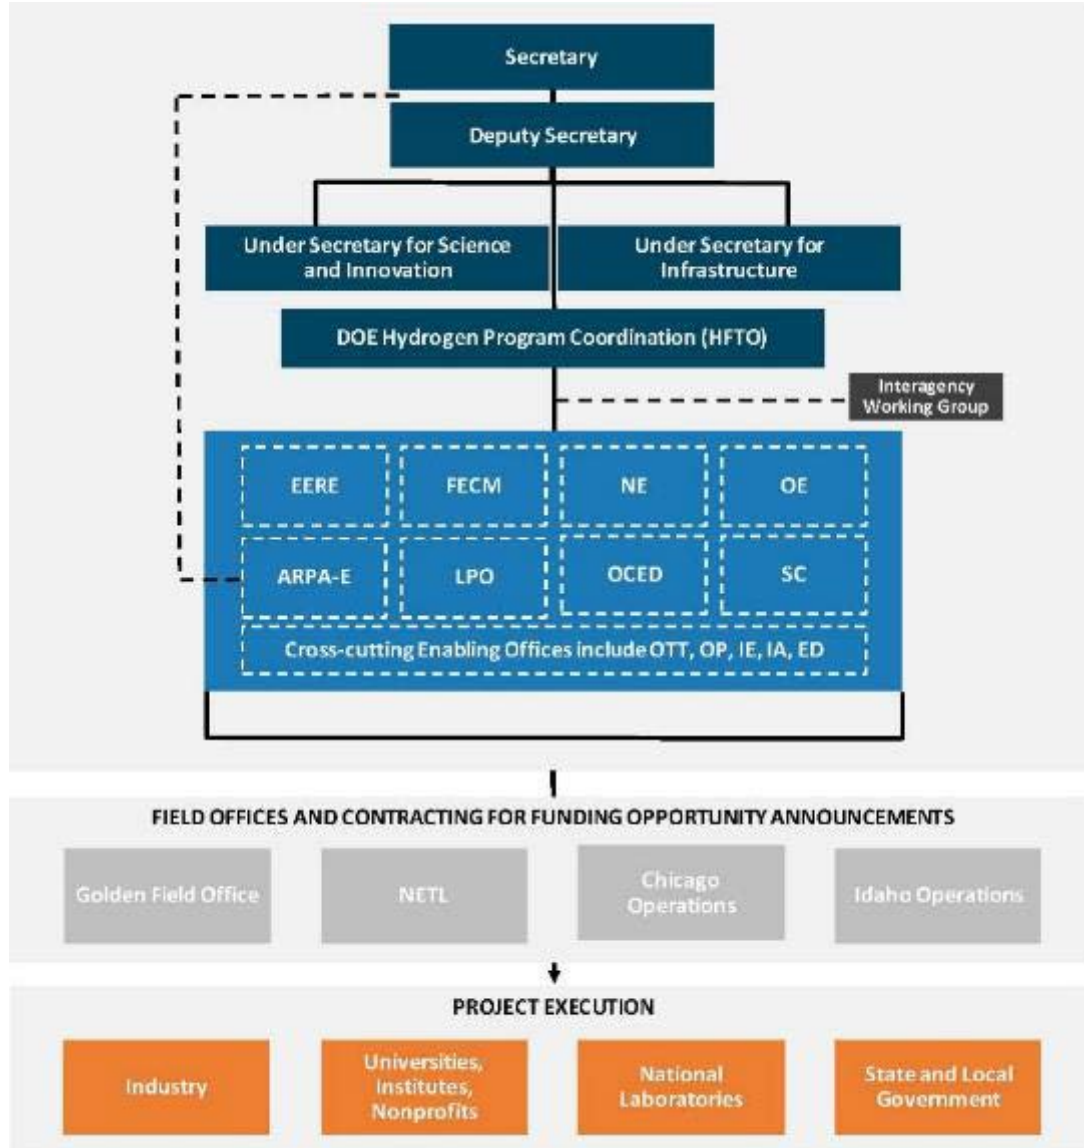 Secretary
Deputy Secretary
Under Secretary for Science
and Innovation
Under Secretary for
Infrastructure
DOE Hydrogen Program Coordination (HFTO)
Interagency
Working Group
EERE
FECM
NE
OE
ARPA-E
LPO
OCED
SC
Cross-cutting Enabling Offices include OTT, OP, IE, IA, ED
FIELD OFFICES AND CONTRACTING FOR FUNDING OPPORTUNITY ANNOUNCEMENTS
Golden Field Office
NETL
Chicago
Operations
Idaho Operations
PROJECT EXECUTION
Industry
Universities,
Institutes,
Nonprofits
National
Laboratories
State and Local
Government